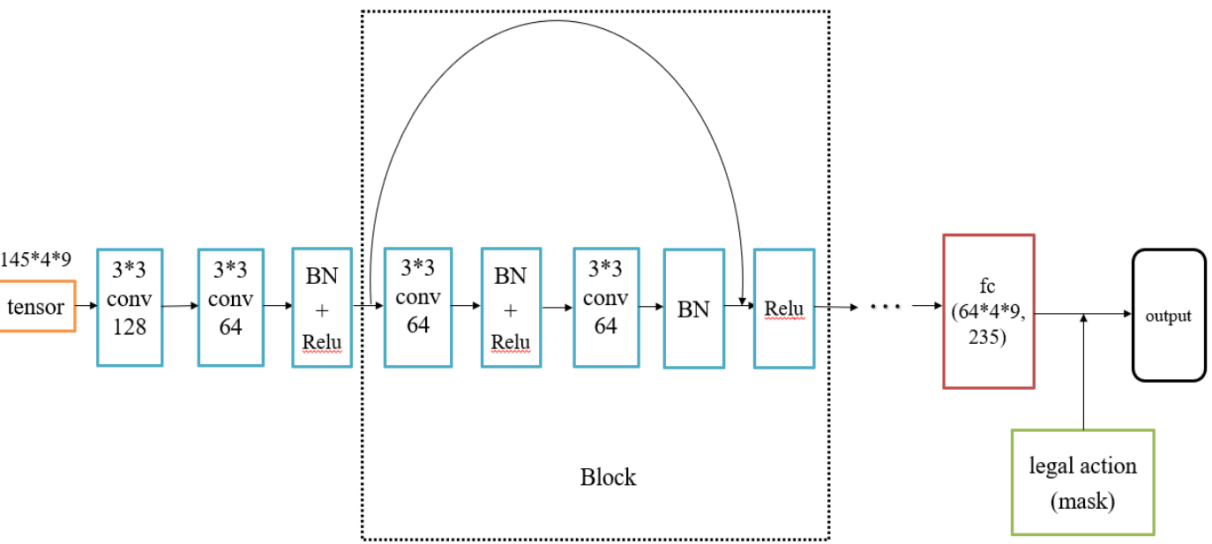 145*4*9
tensor
3*3
conv
128
3*3
conv
64
BN
+
Relu
3*3
conv
64
BN
+
Relu
3*3
conv
64
BN
Relu
...
fc
(64*4*9,
235)
output
legal action
(mask)
Block